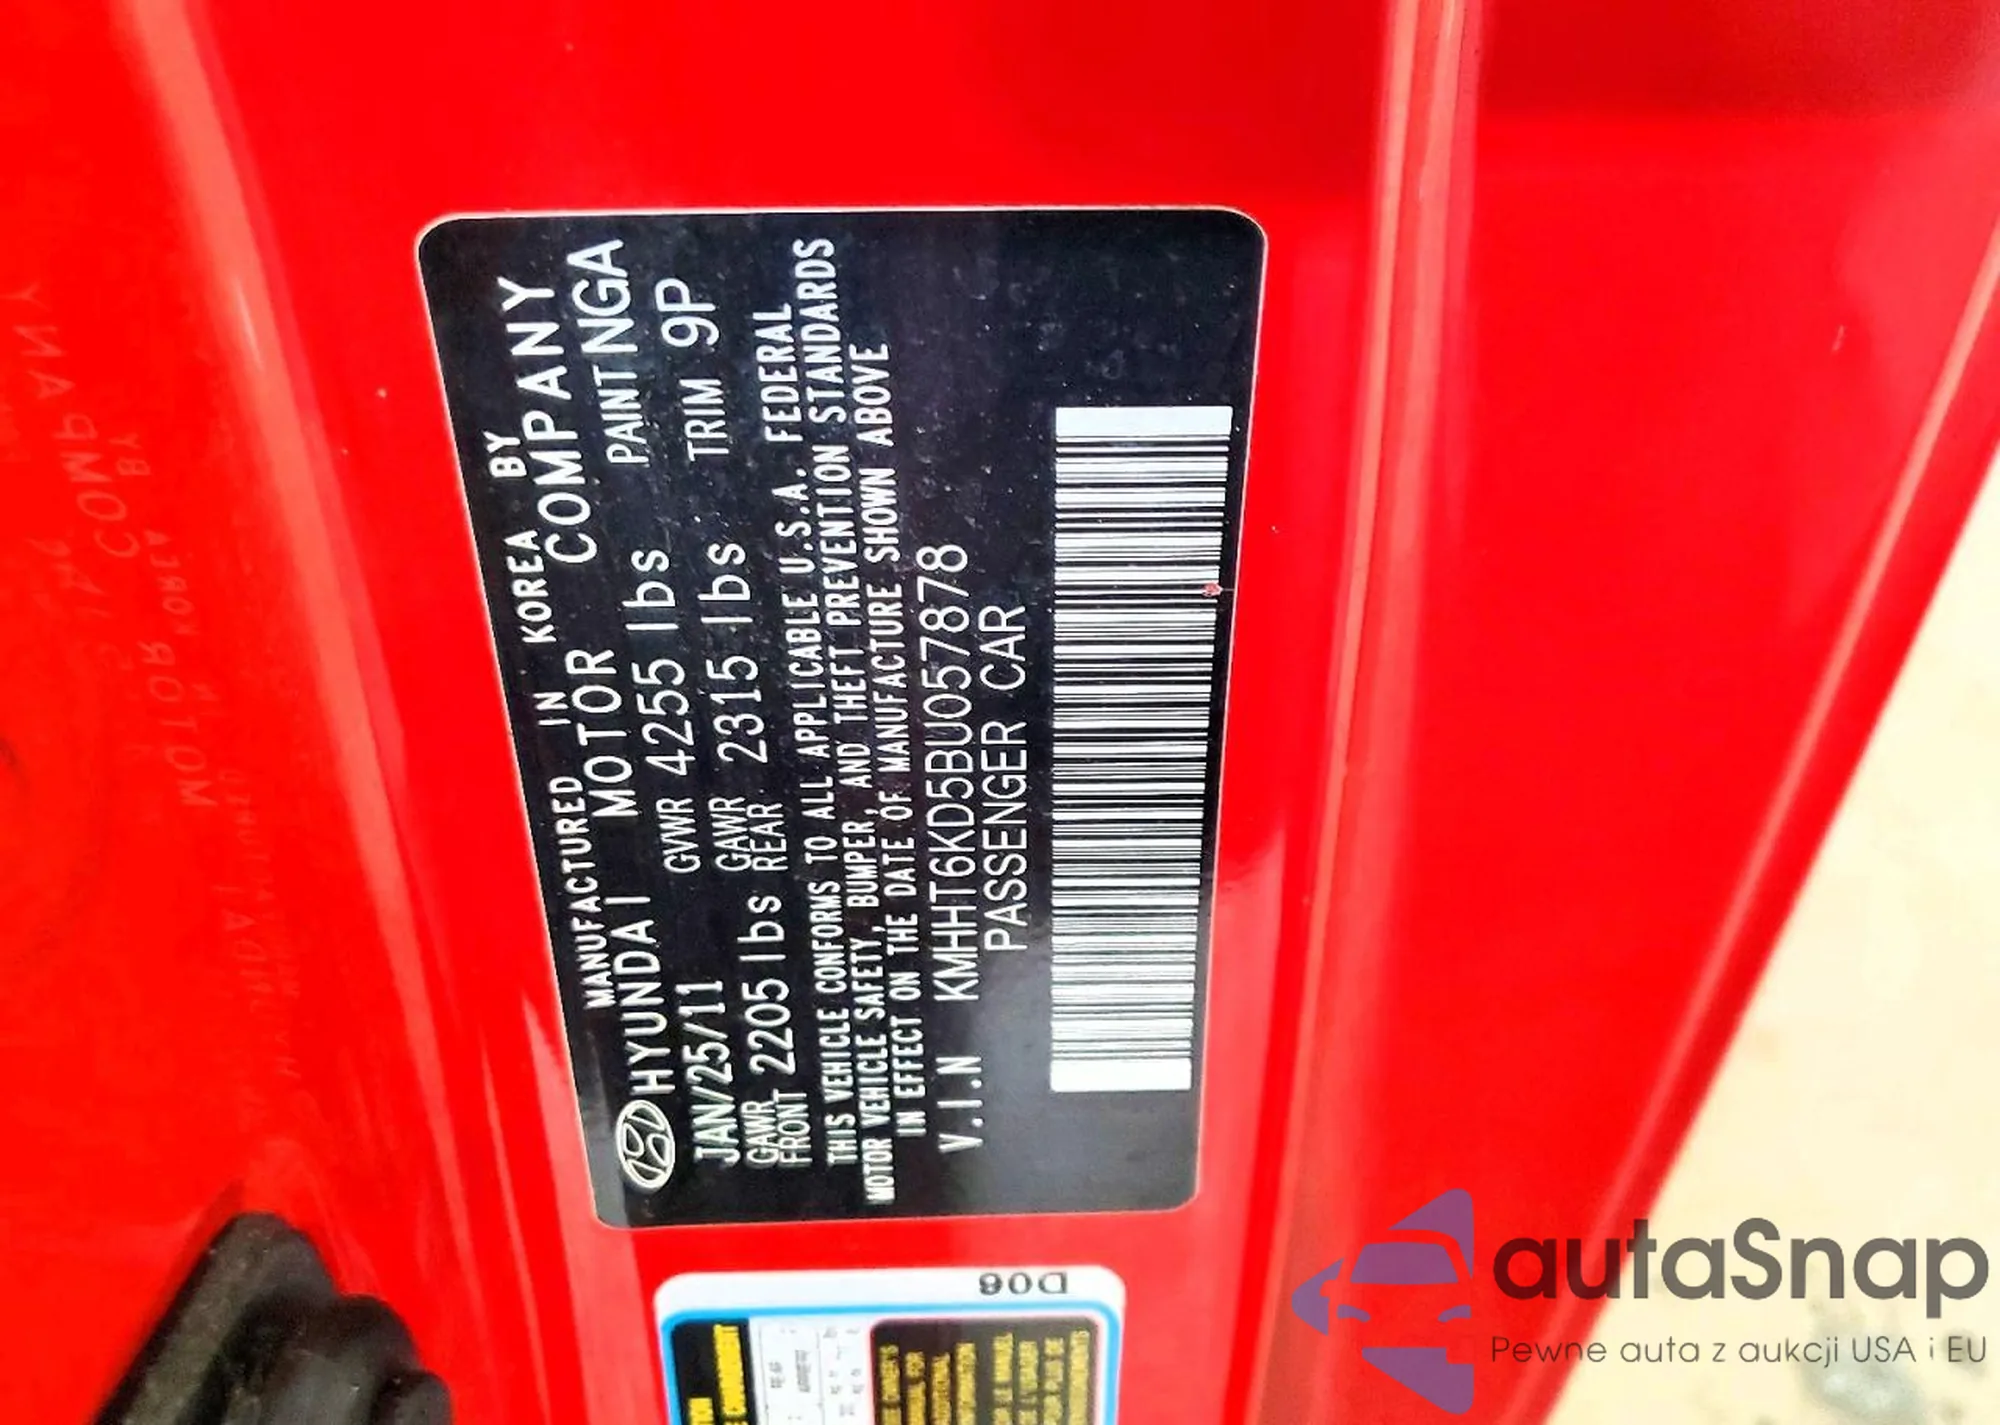 MANUFACTURED IN KOREA BY
HYUNDAI MOTOR COMPANY
JAN/25/11 GVWR 4255 lbs PAINT NGA
GAWR FRONT 2205 lbs GAWR REAR 2315 lbs TRIM 9P
THIS VEHICLE CONFORMS TO ALL APPLICABLE U.S.A. FEDERAL
MOTOR VEHICLE SAFETY, BUMPER, AND THEFT PREVENTION STANDARDS
IN EFFECT ON THE DATE OF MANUFACTURE SHOWN ABOVE
V.I.N KMHHT6KD5BU057878
PASSENGER CAR
D06
autaSnap
Pewne auta z aukcji USA i EU